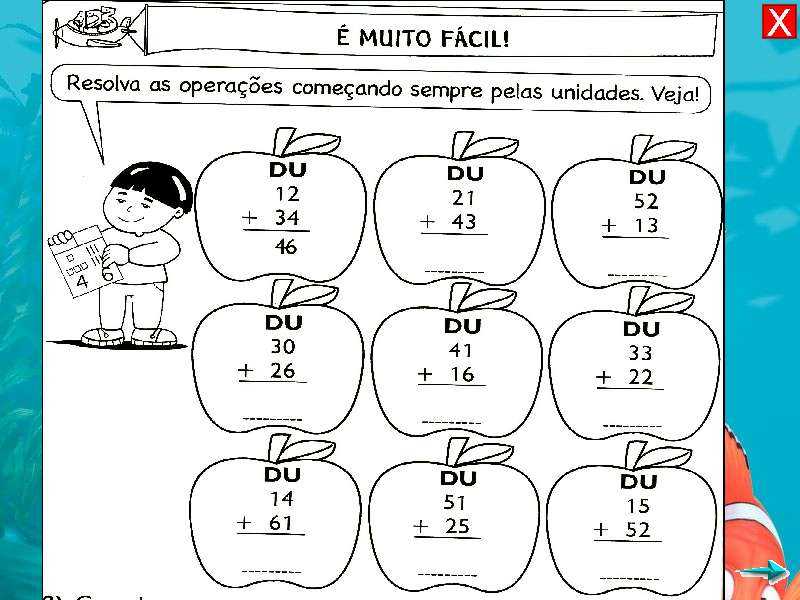 X
É MUITO FÁCIL!
Resolva as operações começando sempre pelas unidades. Veja!
DU
12
+ 34
46
DU
21
+ 43
DU
52
+ 13
4 6
DU
30
+ 26
DU
41
+ 16
DU
33
+ 22
DU
14
+ 61
DU
51
+ 25
DU
15
+ 52